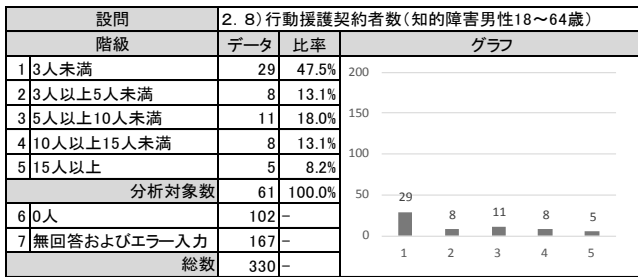 設問 2. 8)行動援護契約者数(知的障害男性18～64歳)
階級 データ 比率 グラフ
1 3人未満 29 47.5%
2 3人以上5人未満 8 13.1%
3 5人以上10人未満 11 18.0%
4 10人以上15人未満 8 13.1%
5 15人以上 5 8.2%
分析対象数 61 100.0%
6 0人 102 -
7 無回答およびエラー入力 167 -
総数 330 -
200
150
100
50
0
29 8 11 8 5
1 2 3 4 5